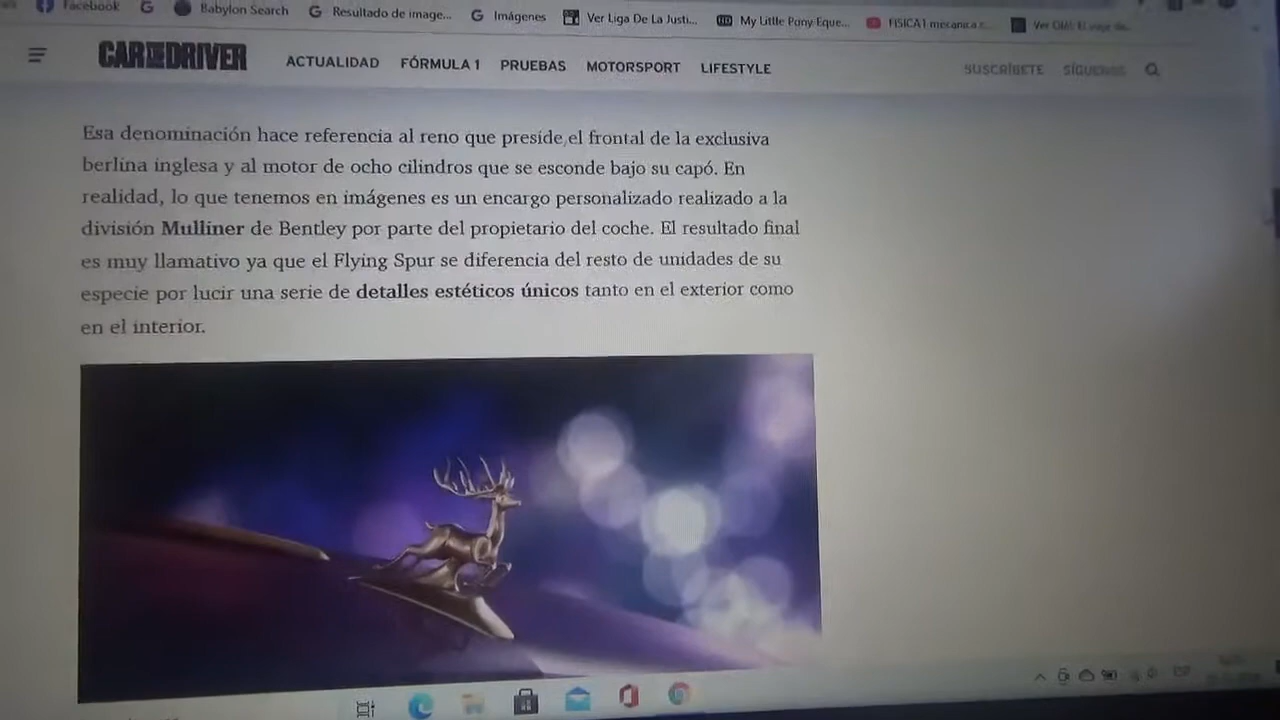 Facebook
Babylon Search
Resultado de image...
Imágenes
Ver Liga De La Justi...
My Little Pony Eque...
FISICA I mecanica c...
CAR AND DRIVER
ACTUALIDAD FÓRMULA 1 PRUEBAS MOTORSPORT LIFESTYLE
SUSCRÍBETE SÍGUENOS
Esa denominación hace referencia al reno que preside el frontal de la exclusiva
berlina inglesa y al motor de ocho cilindros que se esconde bajo su capó. En
realidad, lo que tenemos en imágenes es un encargo personalizado realizado a la
división Mulliner de Bentley por parte del propietario del coche. El resultado final
es muy llamativo ya que el Flying Spur se diferencia del resto de unidades de su
especie por lucir una serie de detalles estéticos únicos tanto en el exterior como
en el interior.